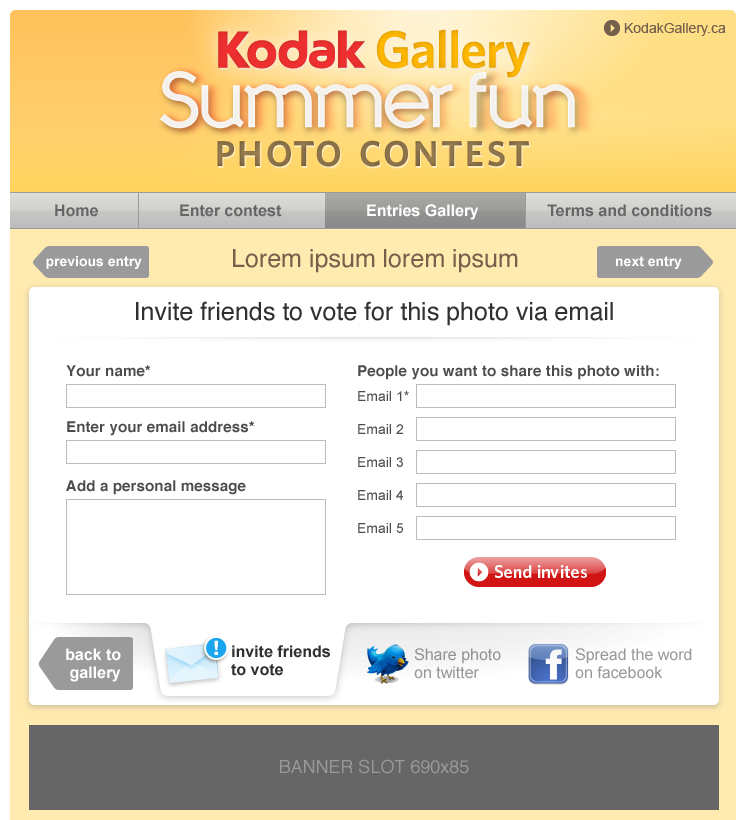 KodakGallery.ca
Kodak Gallery
Summer fun
PHOTO CONTEST
Home
Enter contest
Entries Gallery
Terms and conditions
previous entry
Lorem ipsum lorem ipsum
next entry
Invite friends to vote for this photo via email
Your name*
Enter your email address*
Add a personal message
People you want to share this photo with:
Email 1*
Email 2
Email 3
Email 4
Email 5
Send invites
back to
gallery
!
invite friends
to vote
Share photo
on twitter
f
Spread the word
on facebook
BANNER SLOT 690x85